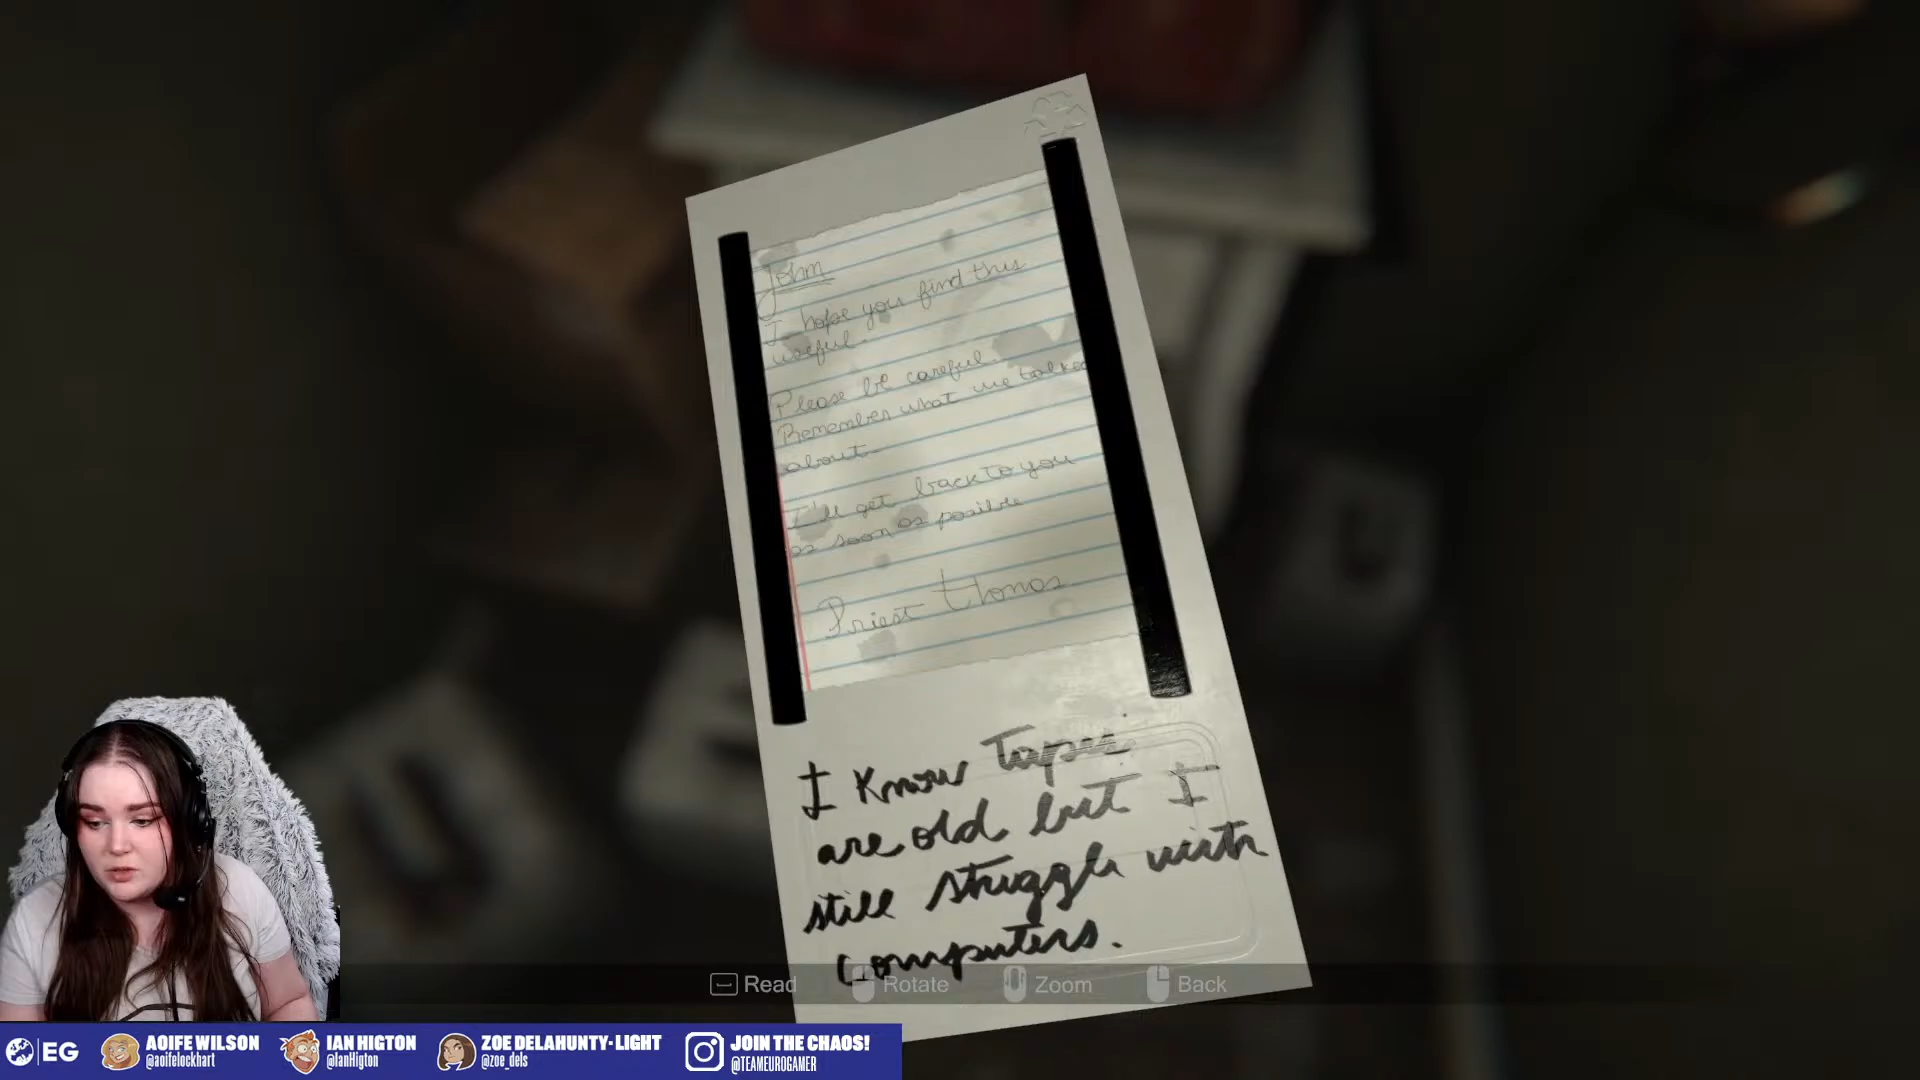 John
I hope you find this
useful.
Please be careful.
Remember what we talked
about
I'll get back to you
as soon as posible
Priest thomas
I know tapes
are old but I
still struggle with
computers.
Read Rotate Zoom Back
EG
AOIFE WILSON
@aoifelockhart
IAN HIGTON
@IanHigton
ZOE DELAHUNTY-LIGHT
@zoe_dels
JOIN THE CHAOS!
@TEAMEUROGAMER